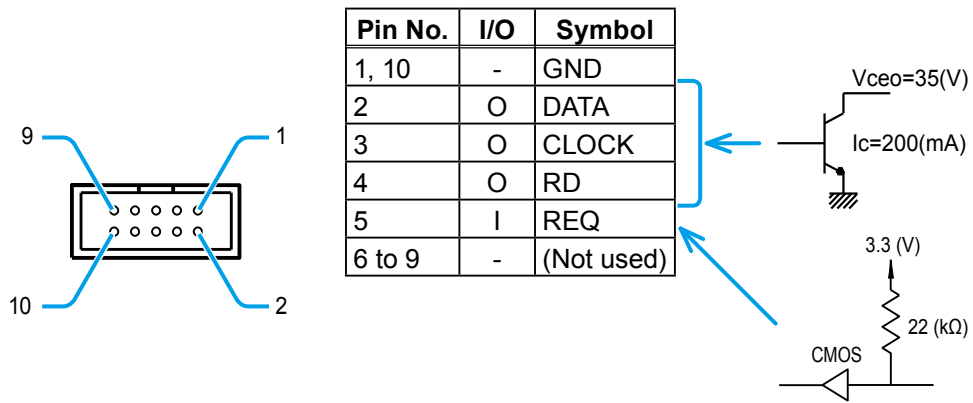 Pin No. I/O Symbol
1, 10 - GND
2 O DATA
3 O CLOCK
4 O RD
5 I REQ
6 to 9 - (Not used)
9 1
10 2
Vceo=35(V)
Ic=200(mA)
3.3 (V)
22 (kΩ)
CMOS